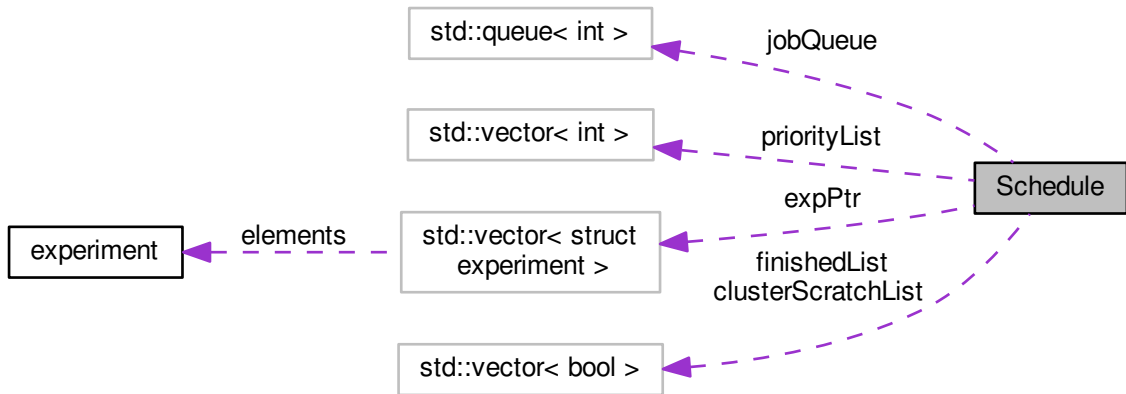 std::queue< int >
jobQueue
std::vector< int >
priorityList
Schedule
expPtr
experiment
elements
std::vector< struct
experiment >
finishedList
clusterScratchList
std::vector< bool >